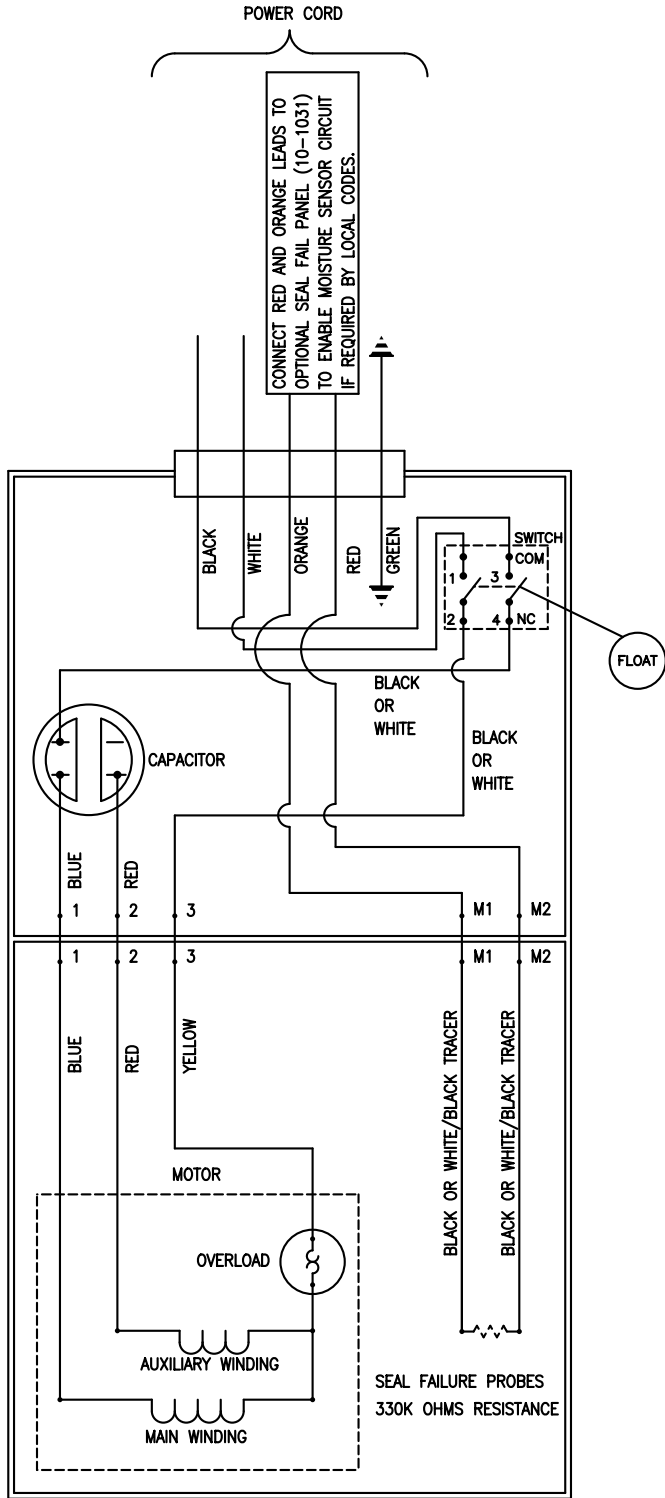 POWER CORD
CONNECT RED AND ORANGE LEADS TO
OPTIONAL SEAL FAIL PANEL (10-1031)
TO ENABLE MOISTURE SENSOR CIRCUIT
IF REQUIRED BY LOCAL CODES.
BLACK
WHITE
ORANGE
RED
GREEN
SWITCH
COM
1
3
2
4
NC
FLOAT
BLACK
OR
WHITE
BLACK
OR
WHITE
CAPACITOR
BLUE
RED
1
2
3
M1
M2
1
2
3
M1
M2
BLUE
RED
YELLOW
BLACK OR WHITE/BLACK TRACER
BLACK OR WHITE/BLACK TRACER
MOTOR
OVERLOAD
AUXILIARY WINDING
MAIN WINDING
SEAL FAILURE PROBES
330K OHMS RESISTANCE